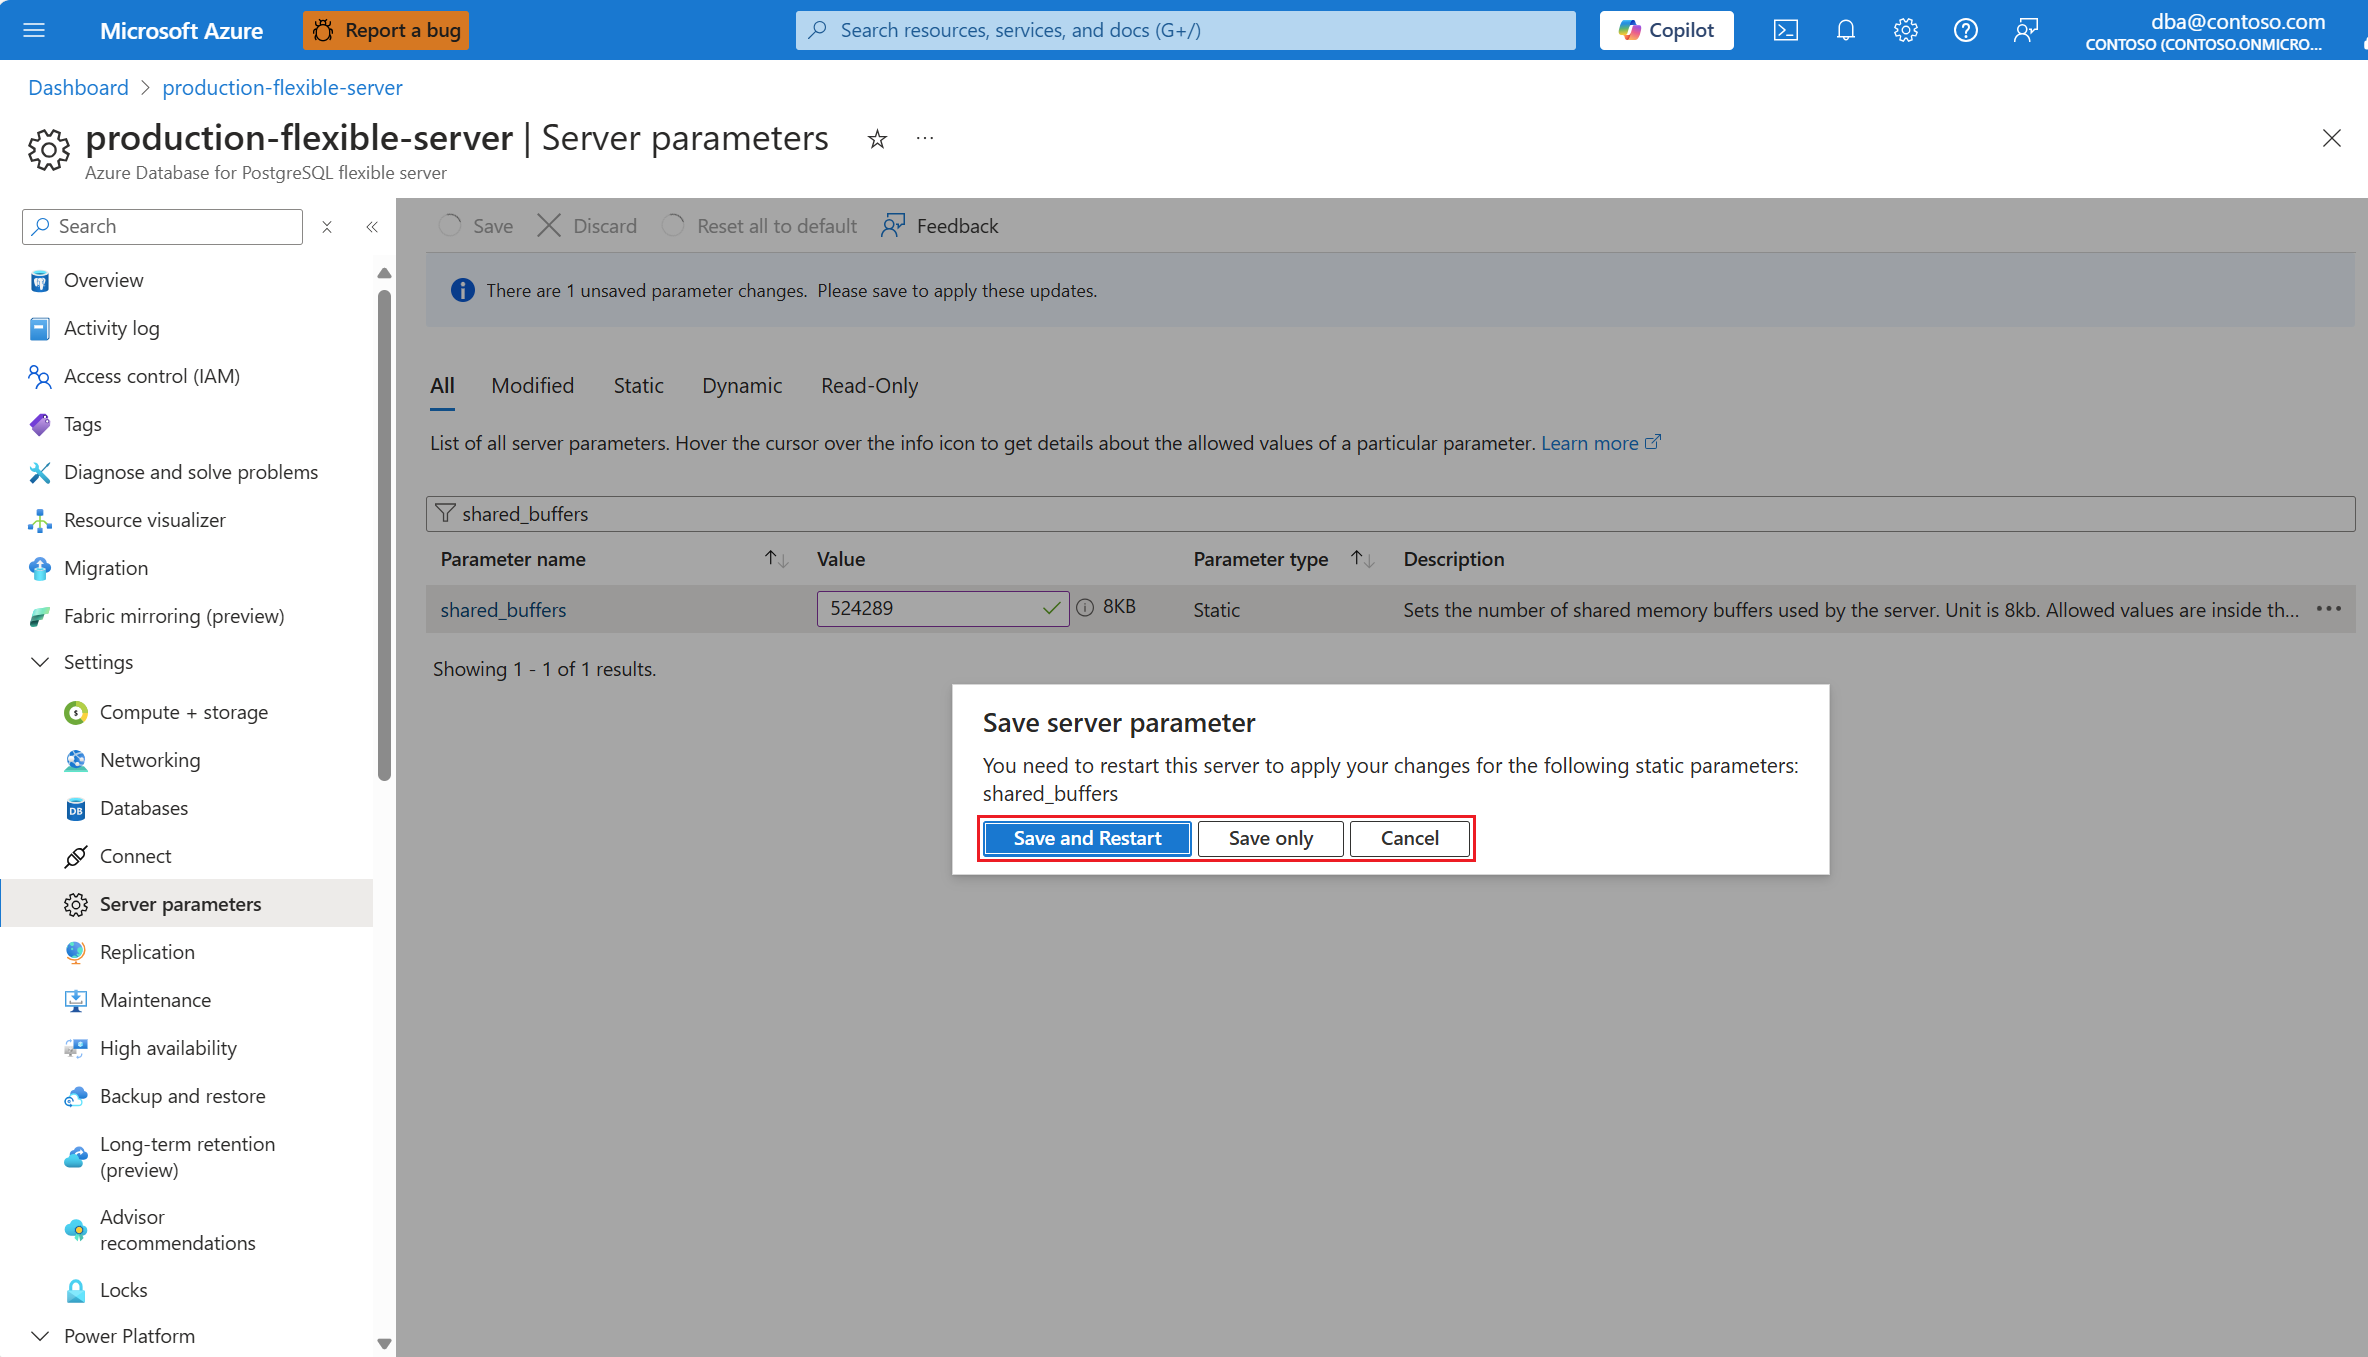 Microsoft Azure
Report a bug
Search resources, services, and docs (G+/)
Copilot
dba@contoso.com
CONTOSO (CONTOSO.ONMICRO...
Dashboard > production-flexible-server
production-flexible-server | Server parameters
Azure Database for PostgreSQL flexible server
Search
Overview
Activity log
Access control (IAM)
Tags
Diagnose and solve problems
Resource visualizer
Migration
Fabric mirroring (preview)
Settings
Compute + storage
Networking
Databases
Connect
Server parameters
Replication
Maintenance
High availability
Backup and restore
Long-term retention
(preview)
Advisor
recommendations
Locks
Power Platform
Save Discard Reset all to default Feedback
There are 1 unsaved parameter changes. Please save to apply these updates.
All Modified Static Dynamic Read-Only
List of all server parameters. Hover the cursor over the info icon to get details about the allowed values of a particular parameter. Learn more
shared_buffers
Parameter name Value Parameter type Description
shared_buffers 524289 8KB Static Sets the number of shared memory buffers used by the server. Unit is 8kb. Allowed values are inside th...
Showing 1 - 1 of 1 results.
Save server parameter
You need to restart this server to apply your changes for the following static parameters:
shared_buffers
Save and Restart Save only Cancel